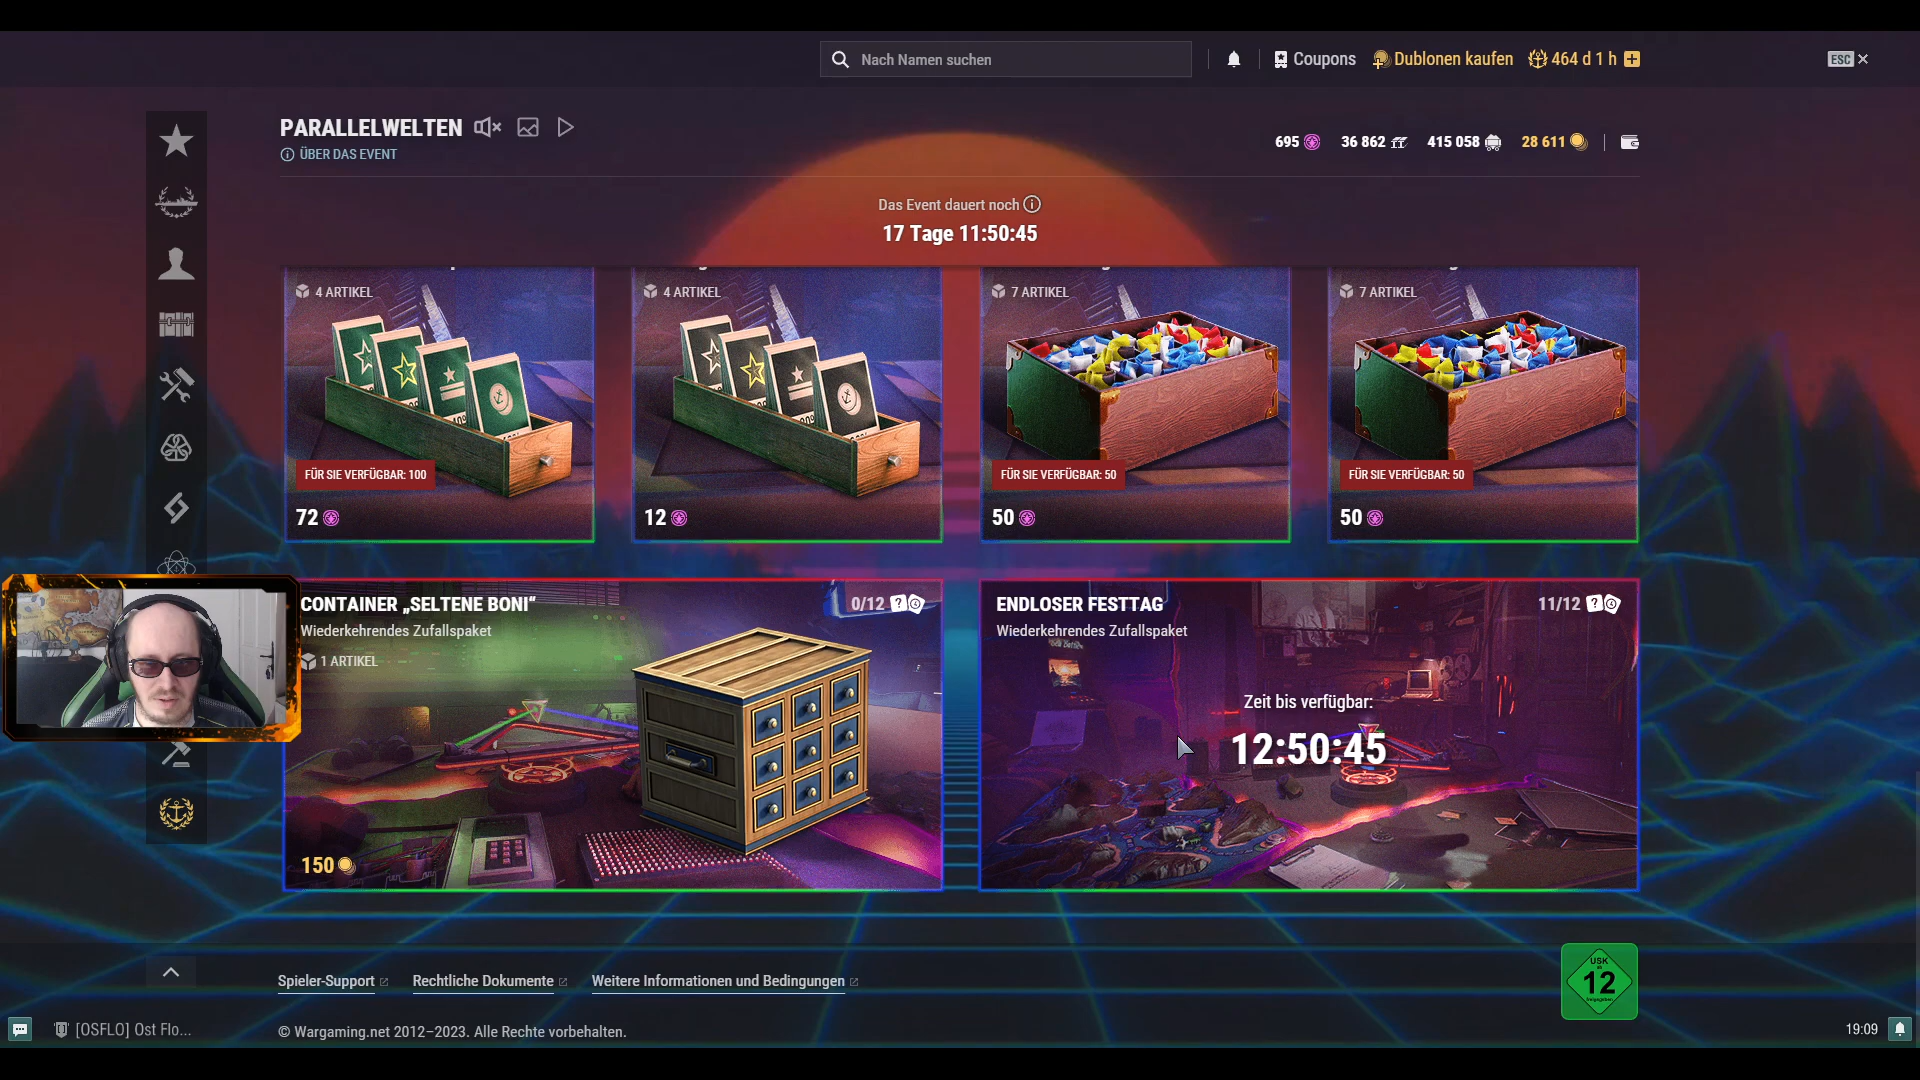 Nach Namen suchen
Coupons
Dublonen kaufen
464 d 1 h
ESC
PARALLELWELTEN
ÜBER DAS EVENT
695
36 862
415 058
28 611
Das Event dauert noch
17 Tage 11:50:45
4 ARTIKEL
FÜR SIE VERFÜGBAR: 100
72
4 ARTIKEL
12
7 ARTIKEL
FÜR SIE VERFÜGBAR: 50
50
7 ARTIKEL
FÜR SIE VERFÜGBAR: 50
50
CONTAINER „SELTENE BONI“
0/12
Wiederkehrendes Zufallspaket
1 ARTIKEL
150
ENDLOSER FESTTAG
11/12
Wiederkehrendes Zufallspaket
Zeit bis verfügbar:
12:50:45
Spieler-Support
Rechtliche Dokumente
Weitere Informationen und Bedingungen
USK
ab
12
freigegeben
[OSFLO] Ost Flo...
© Wargaming.net 2012–2023. Alle Rechte vorbehalten.
19:09